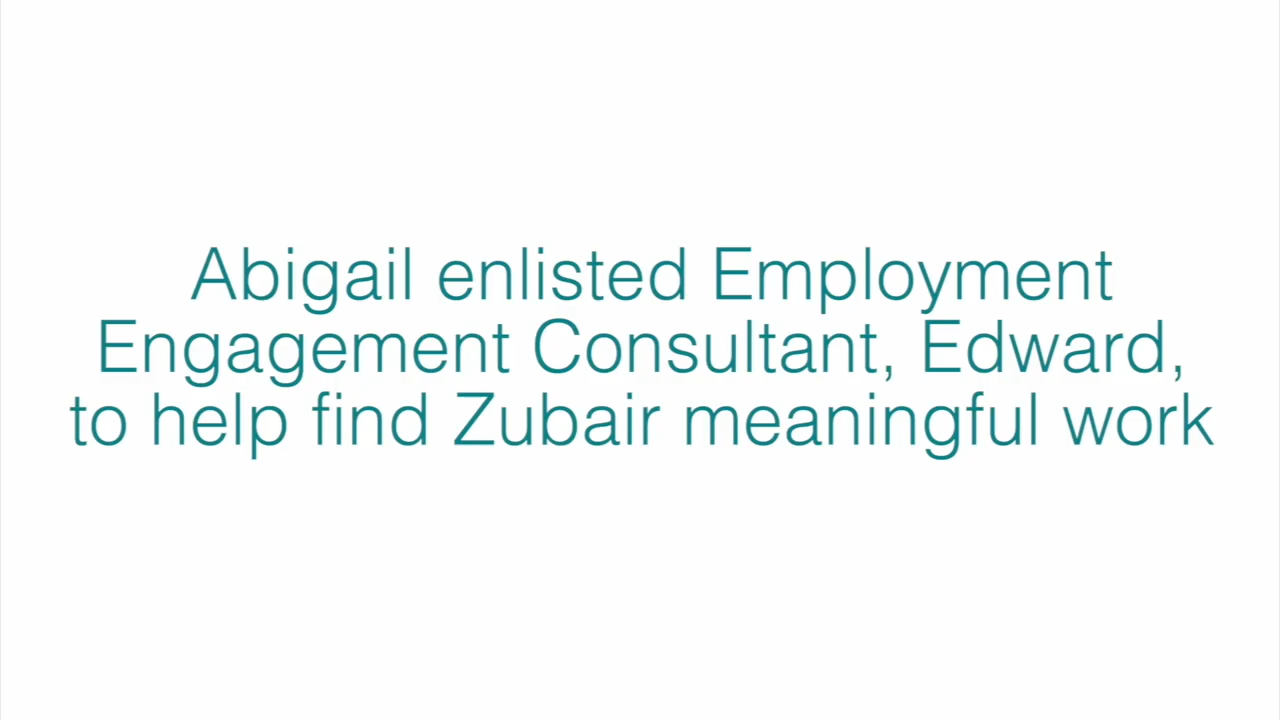 Abigail enlisted Employment
Engagement Consultant, Edward,
to help find Zubair meaningful work